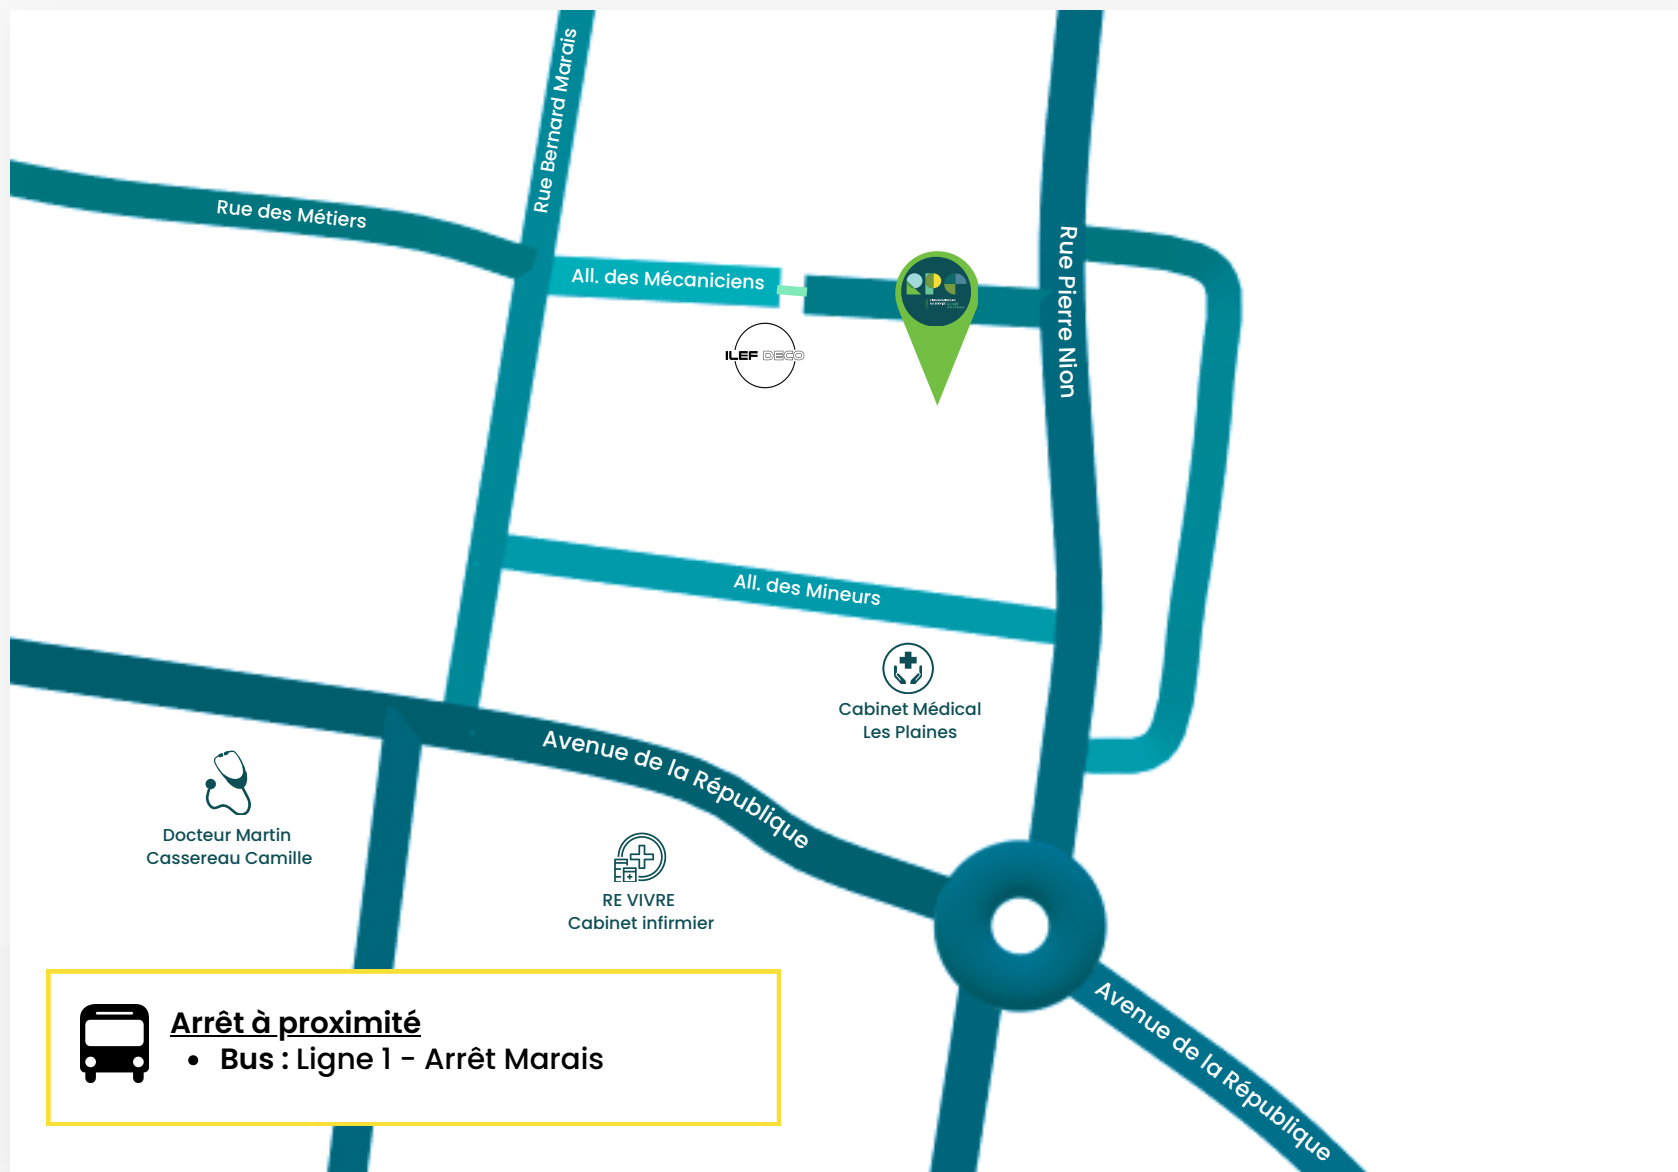 Rue Bernard Marais
Rue des Métiers
All. des Mécaniciens
Rue Pierre Nion
ILEF DECO
All. des Mineurs
Cabinet Médical
Les Plaines
Avenue de la République
Docteur Martin
Cassereau Camille
RE VIVRE
Cabinet infirmier
Avenue de la République
Arrêt à proximité
• Bus : Ligne 1 - Arrêt Marais